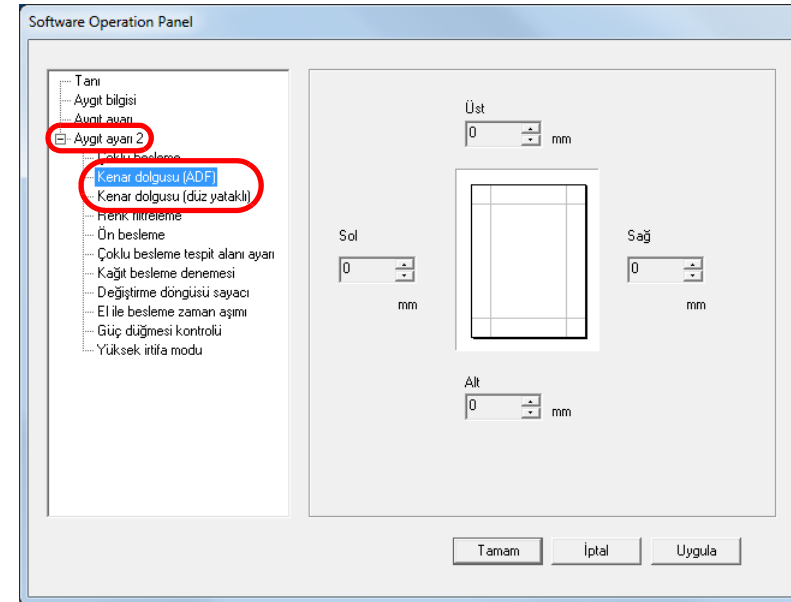 Software Operation Panel
Tanı
Aygıt bilgisi
Aygıt ayarı
Aygıt ayarı 2
Çoklu besleme
Kenar dolgusu (ADF)
Kenar dolgusu (düz yataklı)
Renk filtreleme
Ön besleme
Çoklu besleme tespit alanı ayarı
Kağıt besleme denemesi
Değiştirme döngüsü sayacı
El ile besleme zaman aşımı
Güç düğmesi kontrolü
Yüksek irtifa modu
Üst
0 mm
Sol
0
mm
Sağ
0
mm
Alt
0 mm
Tamam İptal Uygula